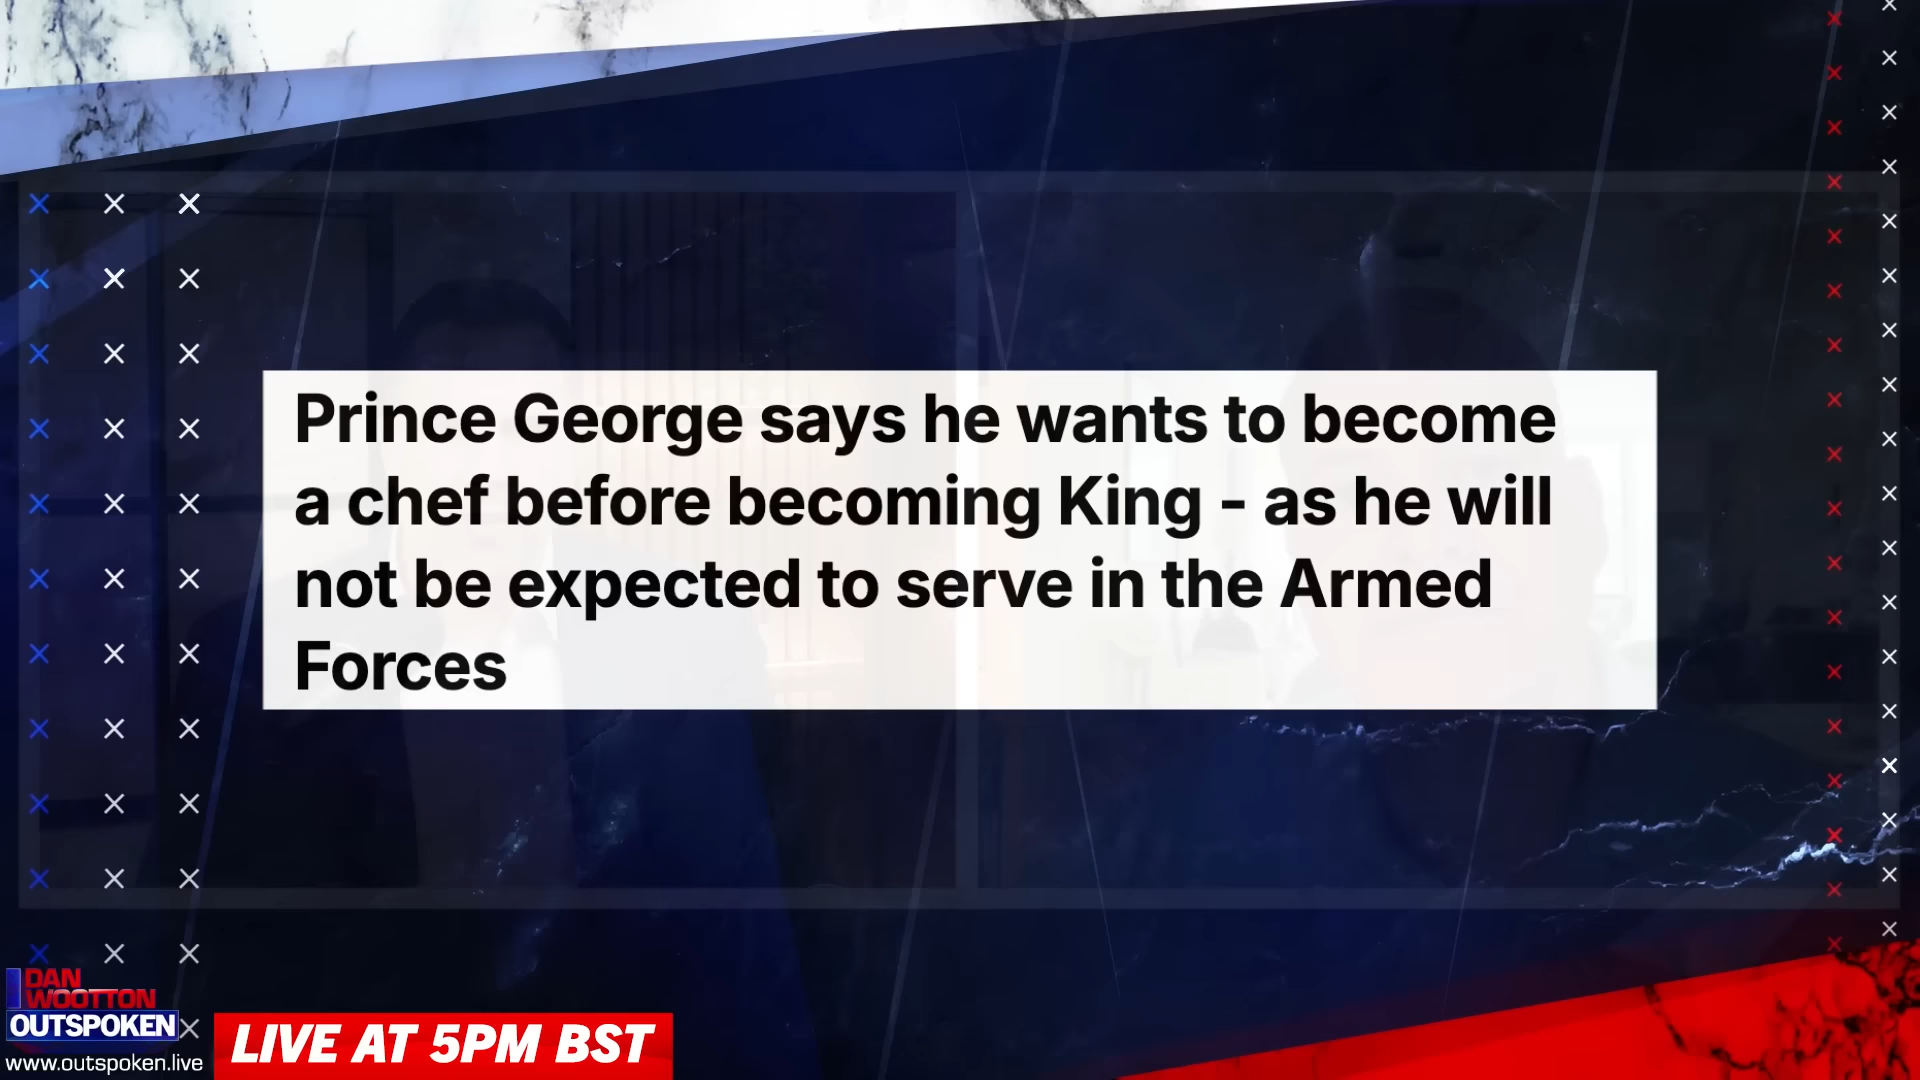 Prince George says he wants to become
a chef before becoming King - as he will
not be expected to serve in the Armed
Forces
DAN
WOOTTON
OUTSPOKEN
www.outspoken.live
LIVE AT 5PM BST